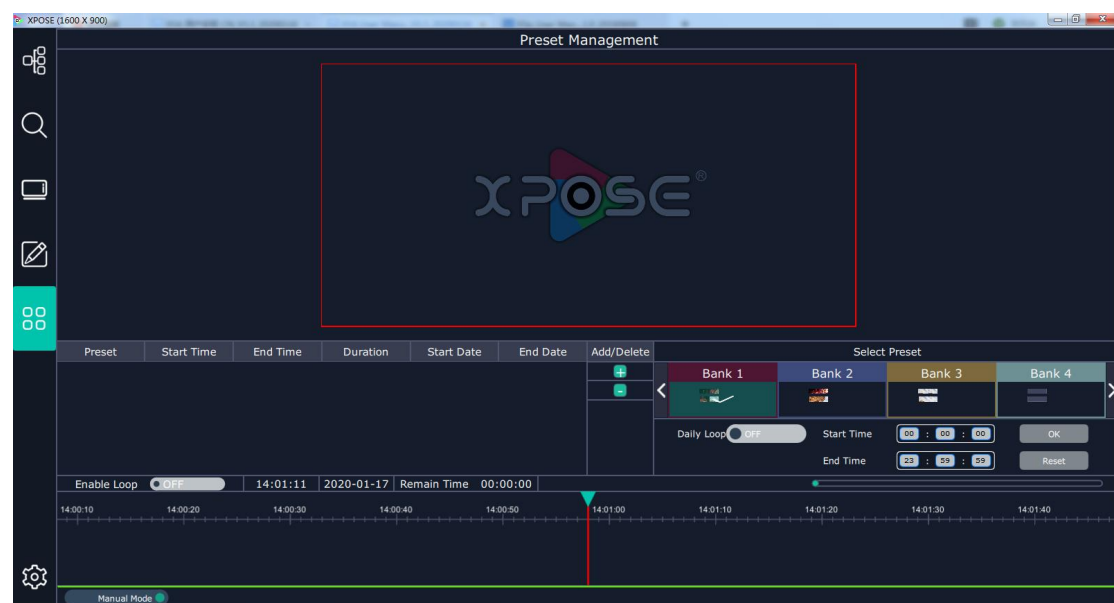 XPOSE (1600 X 900)
Preset Management
XPOSE®
Preset Start Time End Time Duration Start Date End Date Add/Delete Select Preset
+
-
Bank 1 Bank 2 Bank 3 Bank 4
Daily Loop OFF Start Time 00 : 00 : 00 OK
End Time 23 : 59 : 59 Reset
Enable Loop OFF 14:01:11 2020-01-17 Remain Time 00:00:00
14:00:10 14:00:20 14:00:30 14:00:40 14:00:50 14:01:00 14:01:10 14:01:20 14:01:30 14:01:40
Manual Mode